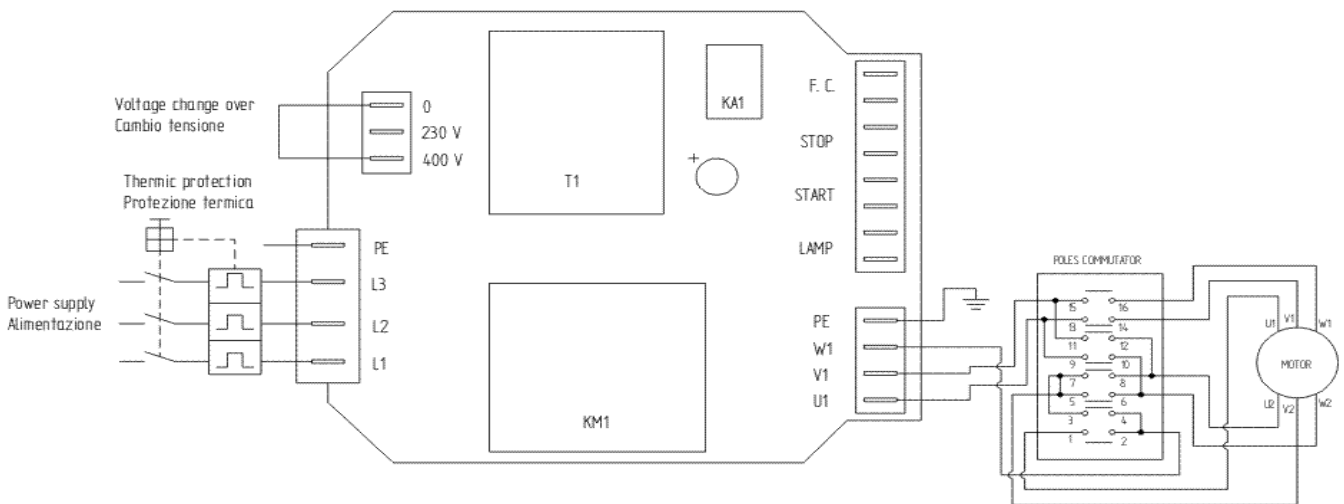 Voltage change over
Cambio tensione
0
230 V
400 V
Thermic protection
Protezione termica
Power supply
Alimentazione
PE
L3
L2
L1
T1
KA1
+
KM1
F. C.
STOP
START
LAMP
PE
W1
V1
U1
POLES COMMUTATOR
15 16
13 14
11 12
9 10
7 8
5 6
3 4
1 2
U1 V1 W1
MOTOR
U2 V2 W2